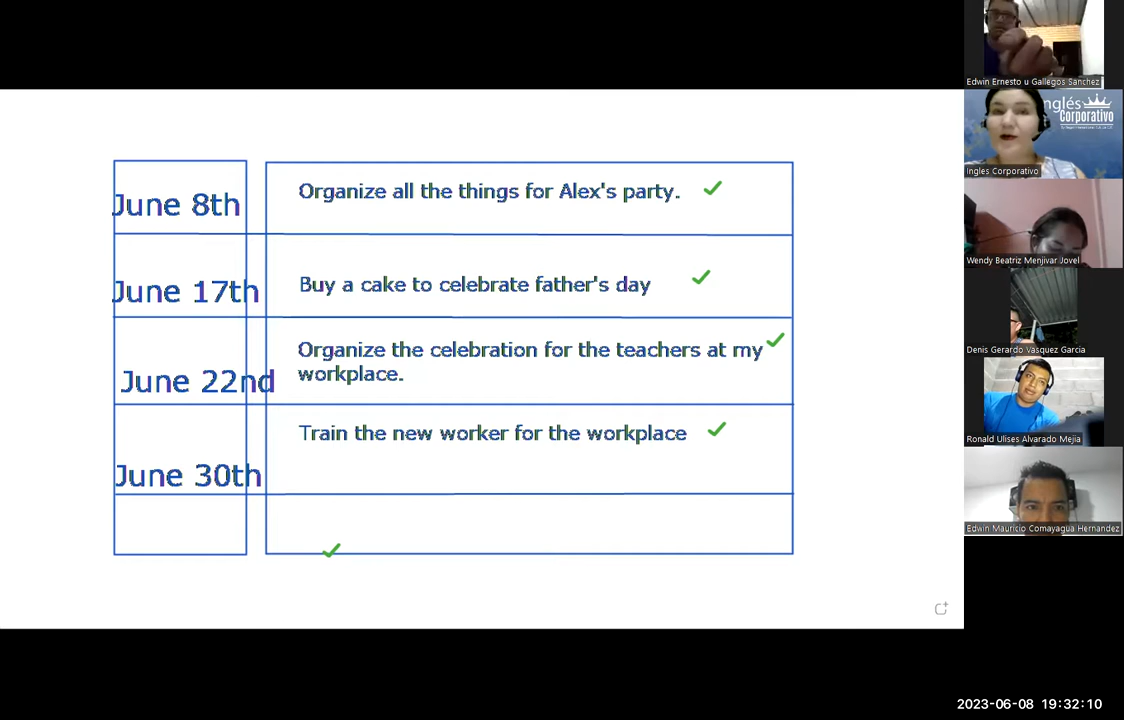 June 8th
Organize all the things for Alex's party.
June 17th
Buy a cake to celebrate father's day
June 22nd
Organize the celebration for the teachers at my
workplace.
June 30th
Train the new worker for the workplace
Edwin Ernesto u Gallegos Sanchez
nglés
Corporativo
Ingles Corporativo
Wendy Beatriz Menjivar Jovel
Denis Gerardo Vasquez Garcia
Ronald Ulises Alvarado Mejia
Edwin Mauricio Comayagua Hernandez
2023-06-08 19:32:10